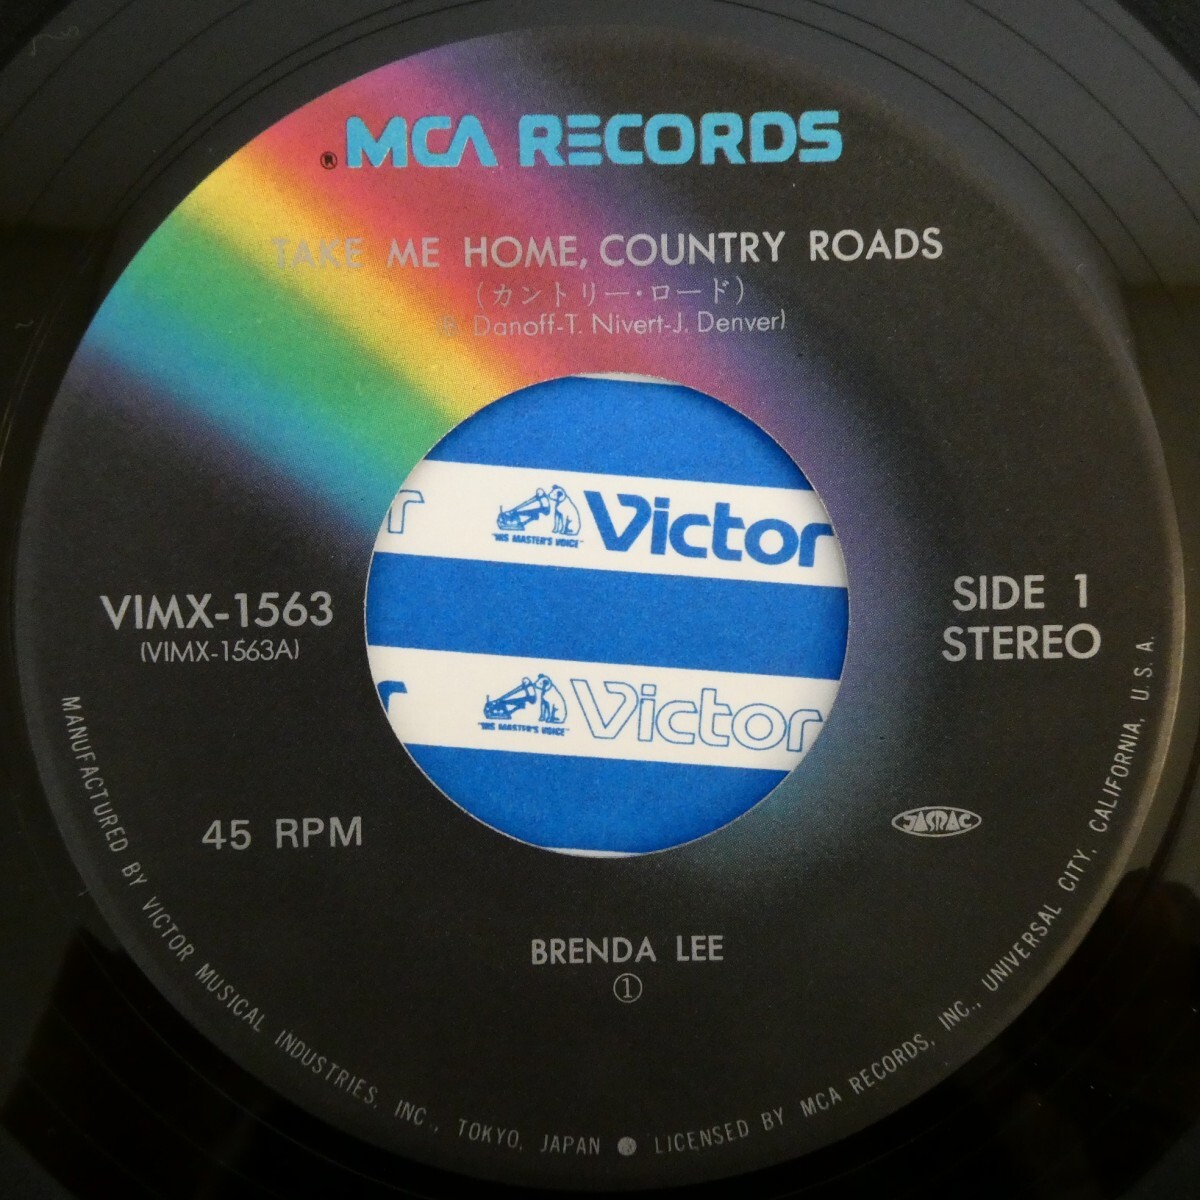 ® MCA RECORDS
TAKE ME HOME, COUNTRY ROADS
(カントリー・ロード)
Danoff-T. Nivert-J. Denver)
r
"HIS MASTER'S VOICE"
Victor
VIMX-1563
(VIMX-1563A)
SIDE 1
STEREO
r
"HIS MASTER'S VOICE"
Victor
45 RPM
JASRAC
BRENDA LEE
①
MANUFACTURED BY VICTOR MUSICAL INDUSTRIES, INC., TOKYO, JAPAN ● LICENSED BY MCA RECORDS, INC., UNIVERSAL CITY, CALIFORNIA, U.S.A.